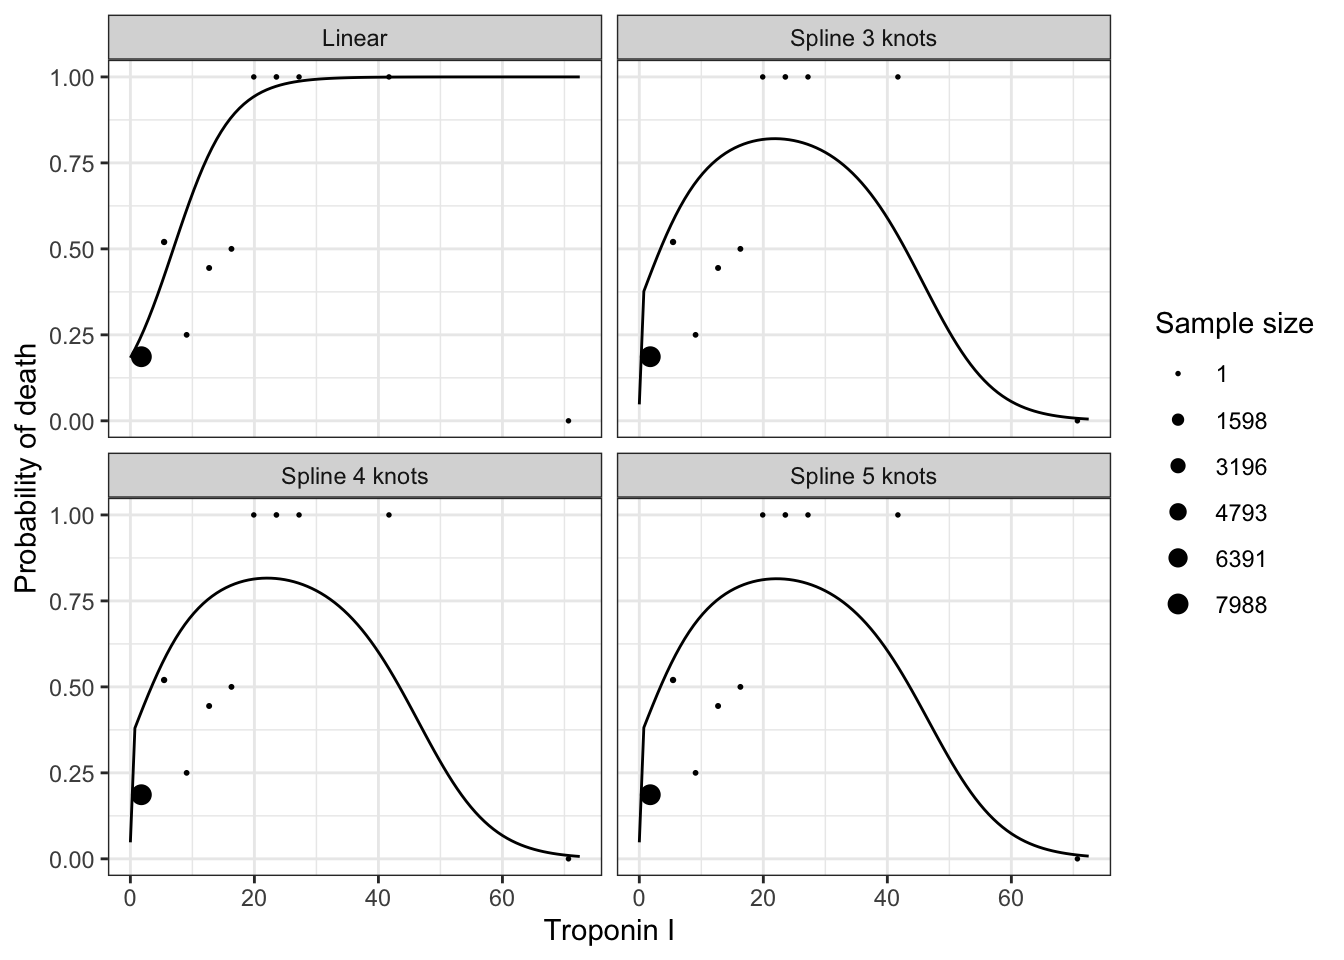 Linear
Spline 3 knots
1.00
0.75
0.50
0.25
0.00
Spline 4 knots
Spline 5 knots
1.00
0.75
0.50
0.25
0.00
0 20 40 60
0 20 40 60
Troponin I
Probability of death
Sample size
1
1598
3196
4793
6391
7988